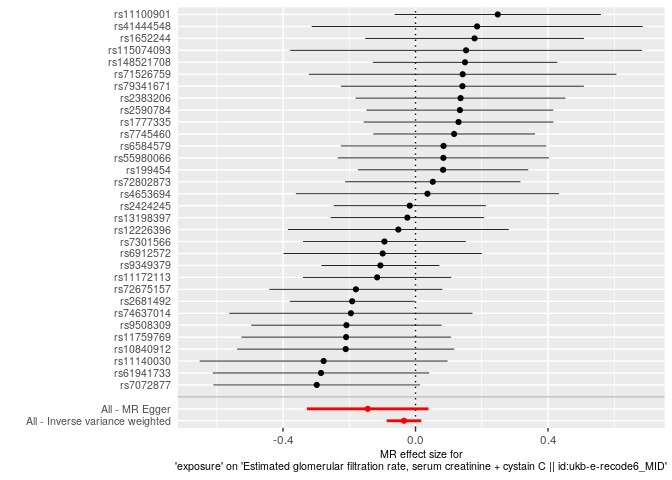 rs11100901
rs41444548
rs1652244
rs115074093
rs148521708
rs71526759
rs79341671
rs2383206
rs2590784
rs1777335
rs7745460
rs6584579
rs55980066
rs199454
rs72802873
rs4653694
rs2424245
rs13198397
rs12226396
rs7301566
rs6912572
rs9349379
rs11172113
rs72675157
rs2681492
rs74637014
rs9508309
rs11759769
rs10840912
rs11140030
rs61941733
rs7072877
All - MR Egger
All - Inverse variance weighted
-0.4 0.0 0.4
MR effect size for
'exposure' on 'Estimated glomerular filtration rate, serum creatinine + cystain C || id:ukb-e-recode6_MID'